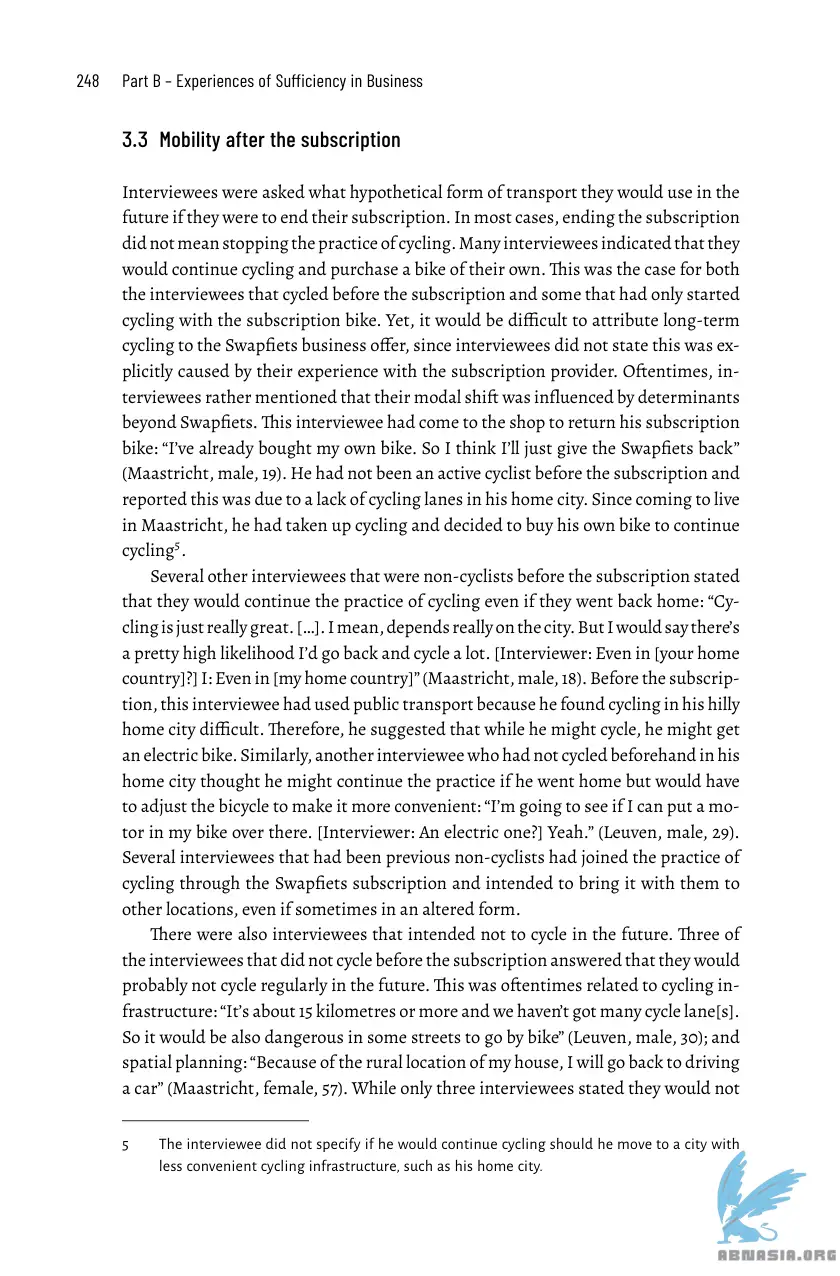 248 Part B – Experiences of Sufficiency in Business
3.3 Mobility after the subscription
Interviewees were asked what hypothetical form of transport they would use in the
future if they were to end their subscription. In most cases, ending the subscription
did not mean stopping the practice of cycling. Many interviewees indicated that they
would continue cycling and purchase a bike of their own. This was the case for both
the interviewees that cycled before the subscription and some that had only started
cycling with the subscription bike. Yet, it would be difficult to attribute long-term
cycling to the Swapfiets business offer, since interviewees did not state this was ex-
plicitly caused by their experience with the subscription provider. Oftentimes, in-
terviewees rather mentioned that their modal shift was influenced by determinants
beyond Swapfiets. This interviewee had come to the shop to return his subscription
bike: “I’ve already bought my own bike. So I think I’ll just give the Swapfiets back”
(Maastricht, male, 19). He had not been an active cyclist before the subscription and
reported this was due to a lack of cycling lanes in his home city. Since coming to live
in Maastricht, he had taken up cycling and decided to buy his own bike to continue
cycling⁵.
Several other interviewees that were non-cyclists before the subscription stated
that they would continue the practice of cycling even if they went back home: “Cy-
cling is just really great. […]. I mean, depends really on the city. But I would say there’s
a pretty high likelihood I’d go back and cycle a lot. [Interviewer: Even in [your home
country]?] I: Even in [my home country]” (Maastricht, male, 18). Before the subscrip-
tion, this interviewee had used public transport because he found cycling in his hilly
home city difficult. Therefore, he suggested that while he might cycle, he might get
an electric bike. Similarly, another interviewee who had not cycled beforehand in his
home city thought he might continue the practice if he went home but would have
to adjust the bicycle to make it more convenient: “I’m going to see if I can put a mo-
tor in my bike over there. [Interviewer: An electric one?] Yeah.” (Leuven, male, 29).
Several interviewees that had been previous non-cyclists had joined the practice of
cycling through the Swapfiets subscription and intended to bring it with them to
other locations, even if sometimes in an altered form.
There were also interviewees that intended not to cycle in the future. Three of
the interviewees that did not cycle before the subscription answered that they would
probably not cycle regularly in the future. This was oftentimes related to cycling in-
frastructure: “It’s about 15 kilometres or more and we haven’t got many cycle lane[s].
So it would be also dangerous in some streets to go by bike” (Leuven, male, 30); and
spatial planning: “Because of the rural location of my house, I will go back to driving
a car” (Maastricht, female, 57). While only three interviewees stated they would not
5 The interviewee did not specify if he would continue cycling should he move to a city with
less convenient cycling infrastructure, such as his home city.
ABNASIA.ORG